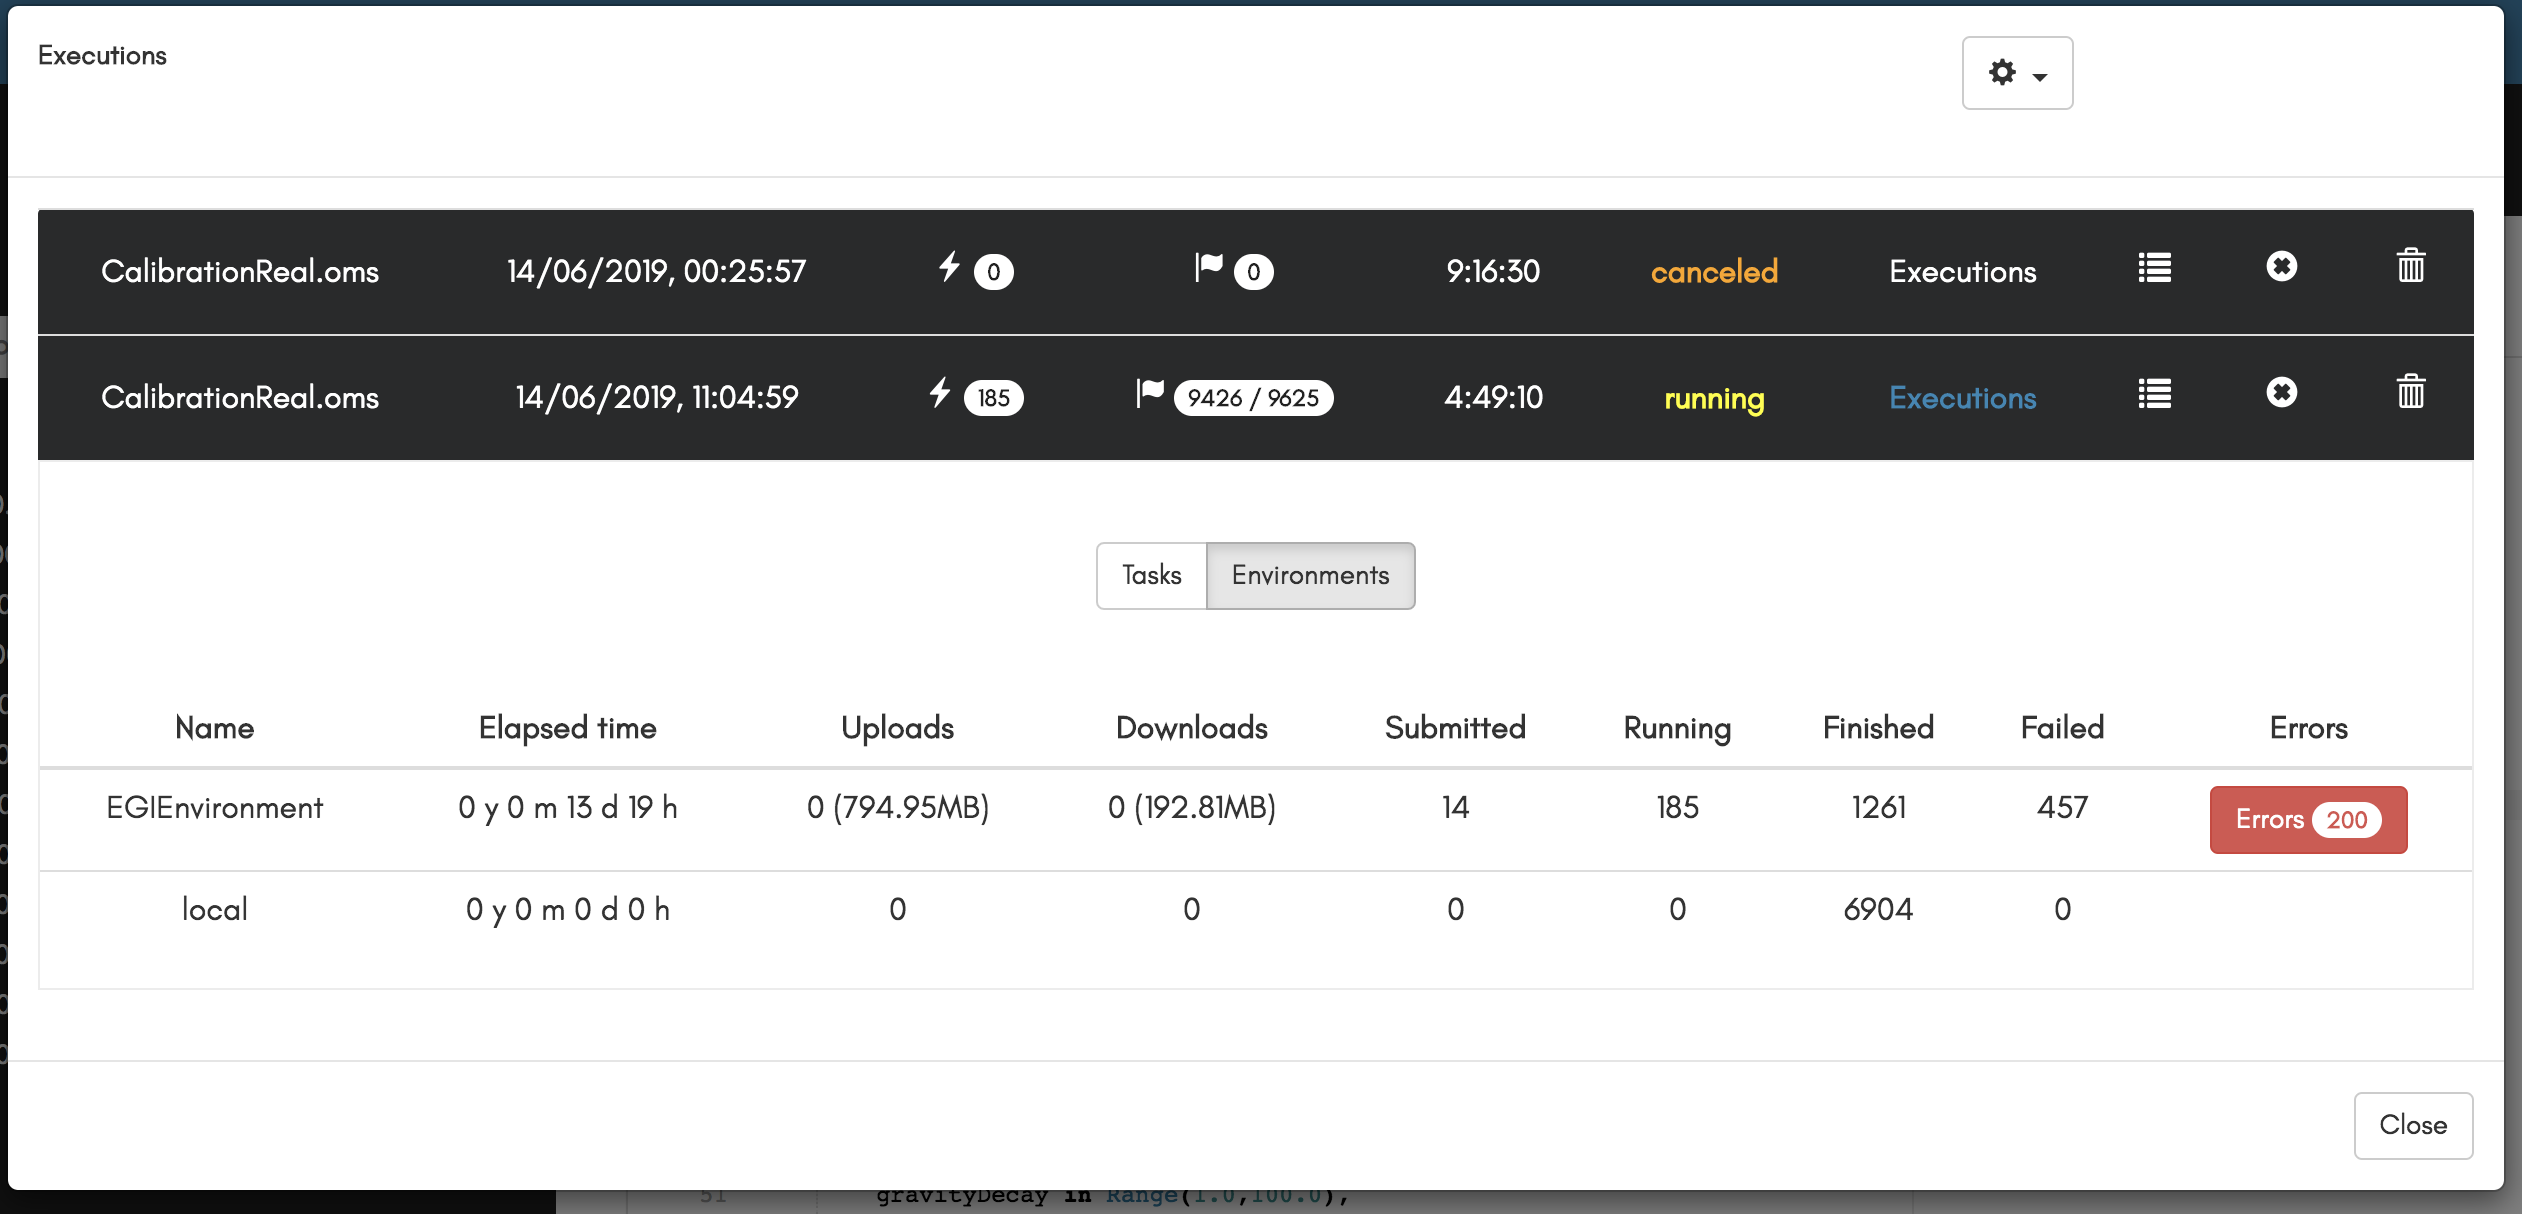 Executions
CalibrationReal.oms 14/06/2019, 00:25:57 0 0 9:16:30 canceled Executions
CalibrationReal.oms 14/06/2019, 11:04:59 185 9426 / 9625 4:49:10 running Executions
Tasks Environments
Name Elapsed time Uploads Downloads Submitted Running Finished Failed Errors
EGIEnvironment 0 y 0 m 13 d 19 h 0 (794.95MB) 0 (192.81MB) 14 185 1261 457 Errors 200
local 0 y 0 m 0 d 0 h 0 0 0 0 6904 0
Close
51 gravityDecay in Range(1.0,100.0),